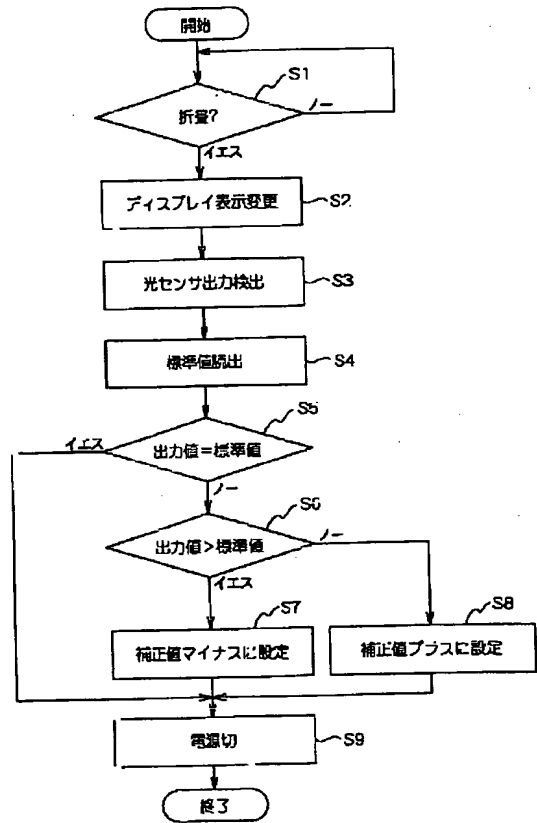 開始
S1
折畳?
ノー
イエス
ディスプレイ表示変更
S2
光センサ出力検出
S3
標準値読出
S4
S5
イエス
出力値=標準値
ノー
S6
出力値>標準値
ノー
イエス
S7
S8
補正値マイナスに設定
補正値プラスに設定
電源切
S9
終了